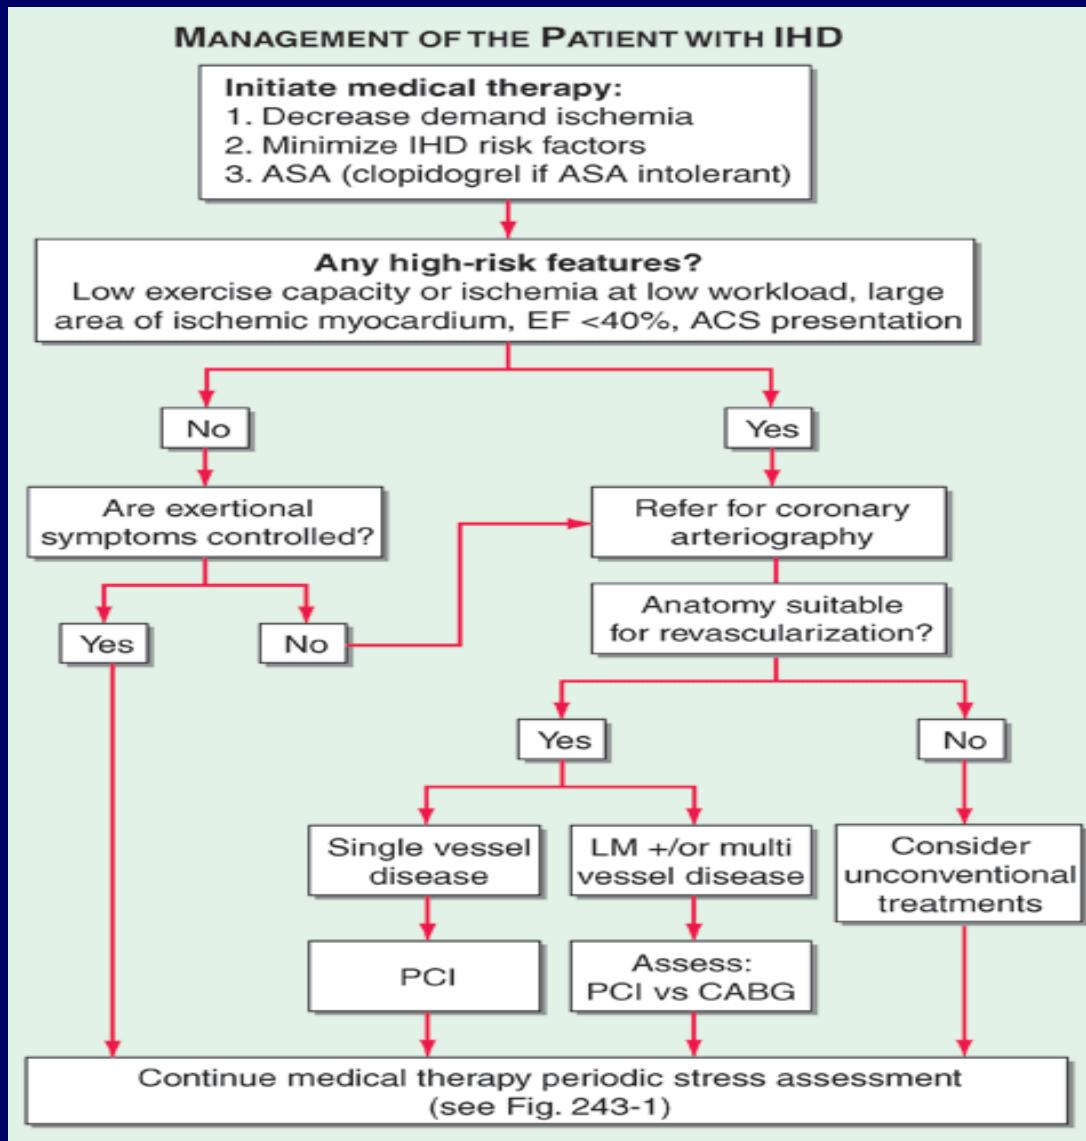 MANAGEMENT OF THE PATIENT WITH IHD
Initiate medical therapy:
1. Decrease demand ischemia
2. Minimize IHD risk factors
3. ASA (clopidogrel if ASA intolerant)
Any high-risk features?
Low exercise capacity or ischemia at low workload, large
area of ischemic myocardium, EF <40%, ACS presentation
No
Yes
Are exertional
symptoms controlled?
Refer for coronary
arteriography
Yes
No
Anatomy suitable
for revascularization?
Yes
No
Single vessel
disease
LM +/or multi
vessel disease
Consider
unconventional
treatments
PCI
Assess:
PCI vs CABG
Continue medical therapy periodic stress assessment
(see Fig. 243-1)